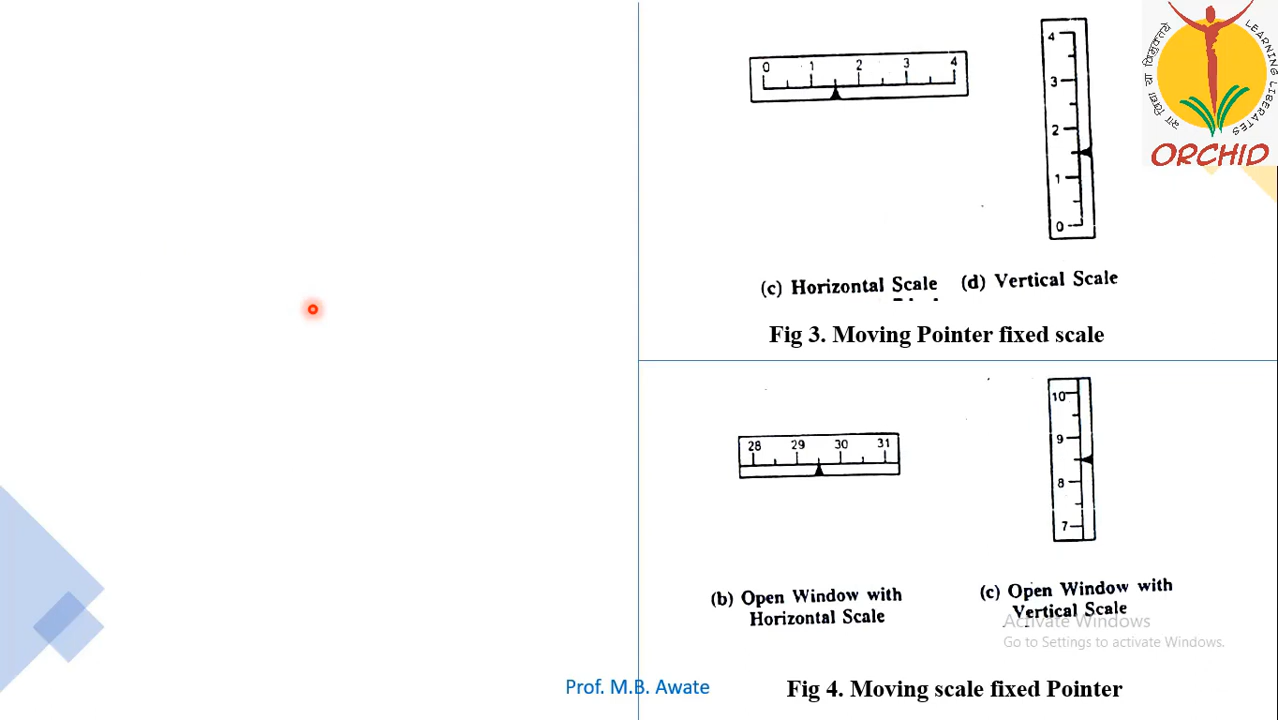 0 1 2 3 4
4
3
2
1
0
सा विद्या या विमुक्तये
LEARNING LIBERATES
ORCHID
(c) Horizontal Scale
(d) Vertical Scale
Fig 3. Moving Pointer fixed scale
28 29 30 31
10
9
8
7
(b) Open Window with
Horizontal Scale
(c) Open Window with
Vertical Scale
Activate Windows
Go to Settings to activate Windows.
Prof. M.B. Awate
Fig 4. Moving scale fixed Pointer